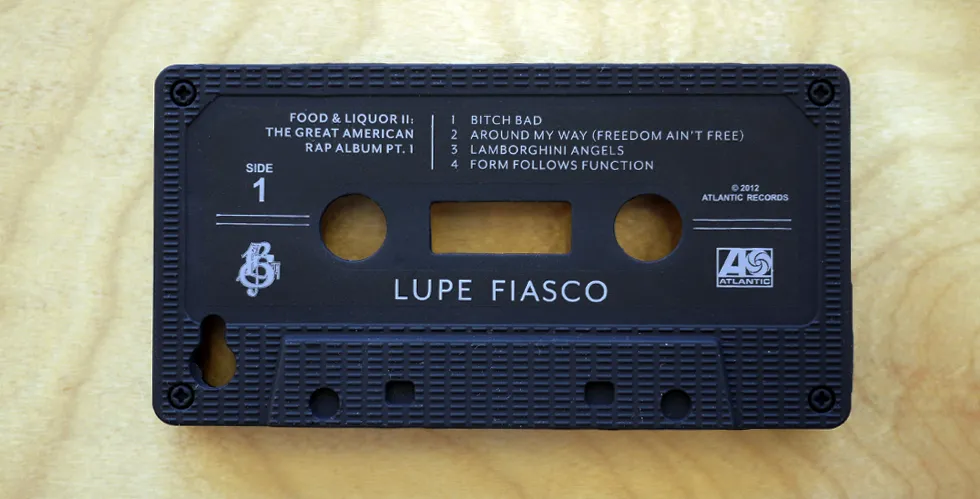 FOOD & LIQUOR II:
THE GREAT AMERICAN
RAP ALBUM PT. I
1 BITCH BAD
2 AROUND MY WAY (FREEDOM AIN'T FREE)
3 LAMBORGHINI ANGELS
4 FORM FOLLOWS FUNCTION
SIDE
1
© 2012
ATLANTIC RECORDS
A
ATLANTIC
LUPE FIASCO